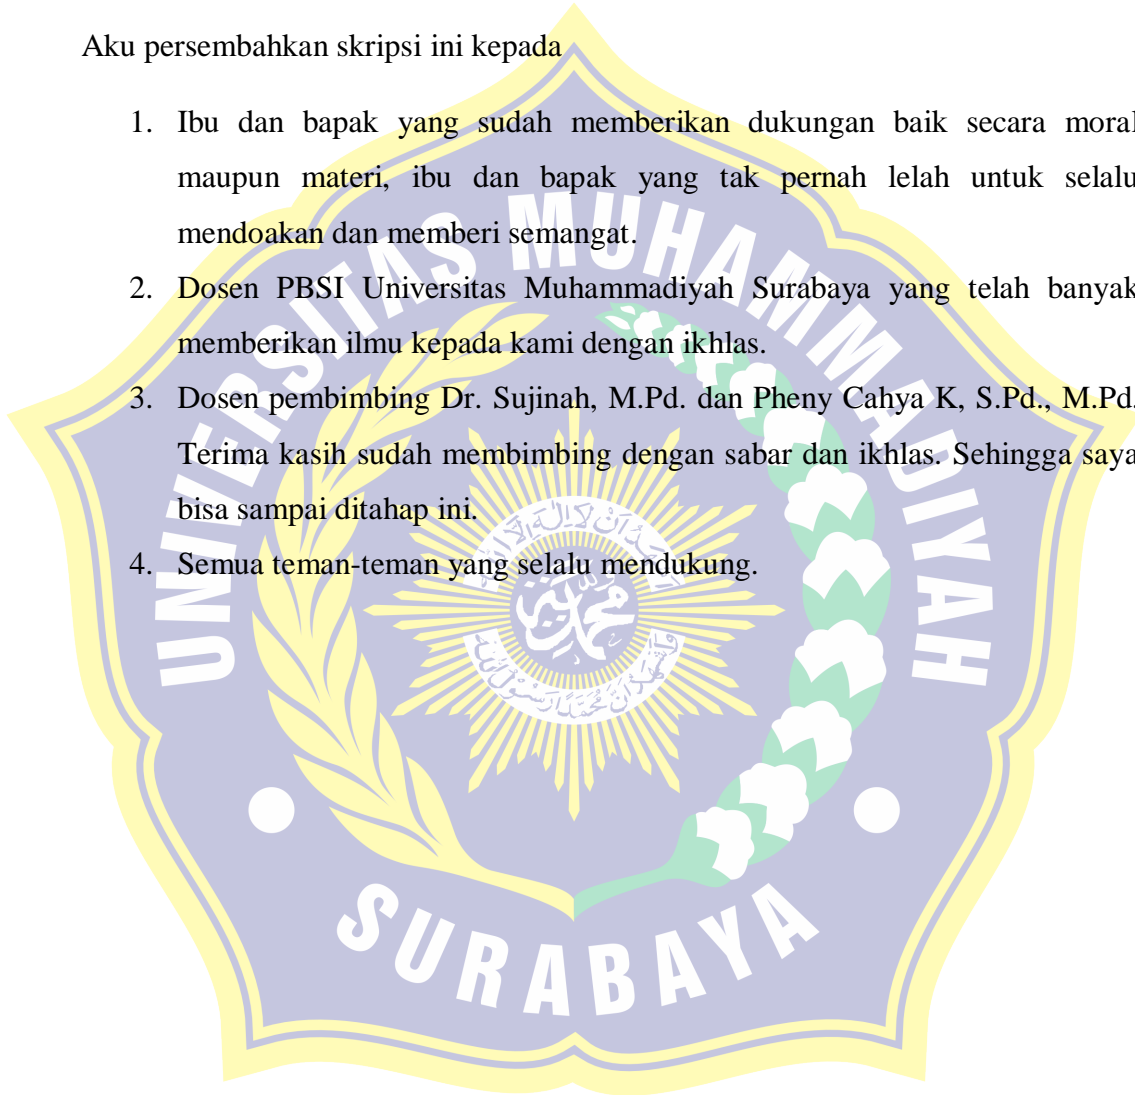 Aku persembahkan skripsi ini kepada
1. Ibu dan bapak yang sudah memberikan dukungan baik secara moral
maupun materi, ibu dan bapak yang tak pernah lelah untuk selalu
mendoakan dan memberi semangat.
2. Dosen PBSI Universitas Muhammadiyah Surabaya yang telah banyak
memberikan ilmu kepada kami dengan ikhlas.
3. Dosen pembimbing Dr. Sujinah, M.Pd. dan Pheny Cahya K, S.Pd., M.Pd.
Terima kasih sudah membimbing dengan sabar dan ikhlas. Sehingga saya
bisa sampai ditahap ini.
4. Semua teman-teman yang selalu mendukung.
UNIVERSITAS MUHAMMADIYAH
SURABAYA
محمد